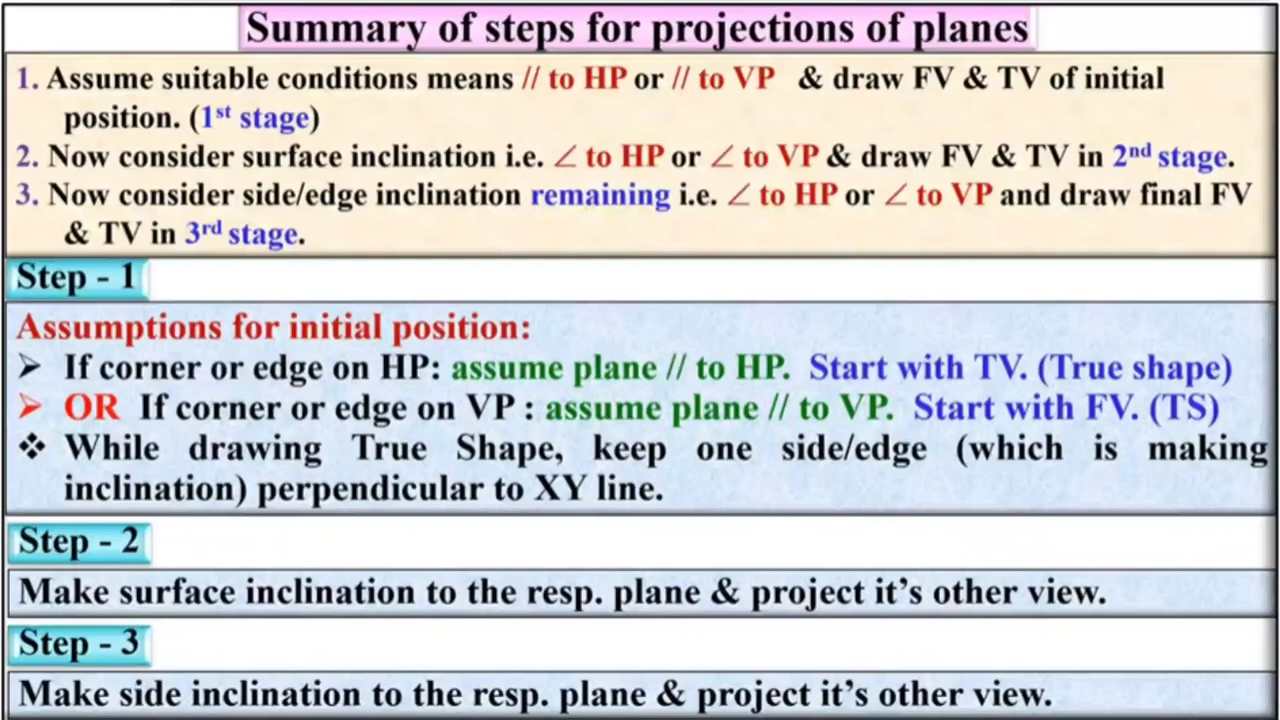 Summary of steps for projections of planes
1. Assume suitable conditions means // to HP or // to VP & draw FV & TV of initial
position. (1st stage)
2. Now consider surface inclination i.e. ∠ to HP or ∠ to VP & draw FV & TV in 2nd stage.
3. Now consider side/edge inclination remaining i.e. ∠ to HP or ∠ to VP and draw final FV
& TV in 3rd stage.
Step - 1
Assumptions for initial position:
➢ If corner or edge on HP: assume plane // to HP. Start with TV. (True shape)
➢ OR If corner or edge on VP : assume plane // to VP. Start with FV. (TS)
❖ While drawing True Shape, keep one side/edge (which is making
inclination) perpendicular to XY line.
Step - 2
Make surface inclination to the resp. plane & project it’s other view.
Step - 3
Make side inclination to the resp. plane & project it’s other view.